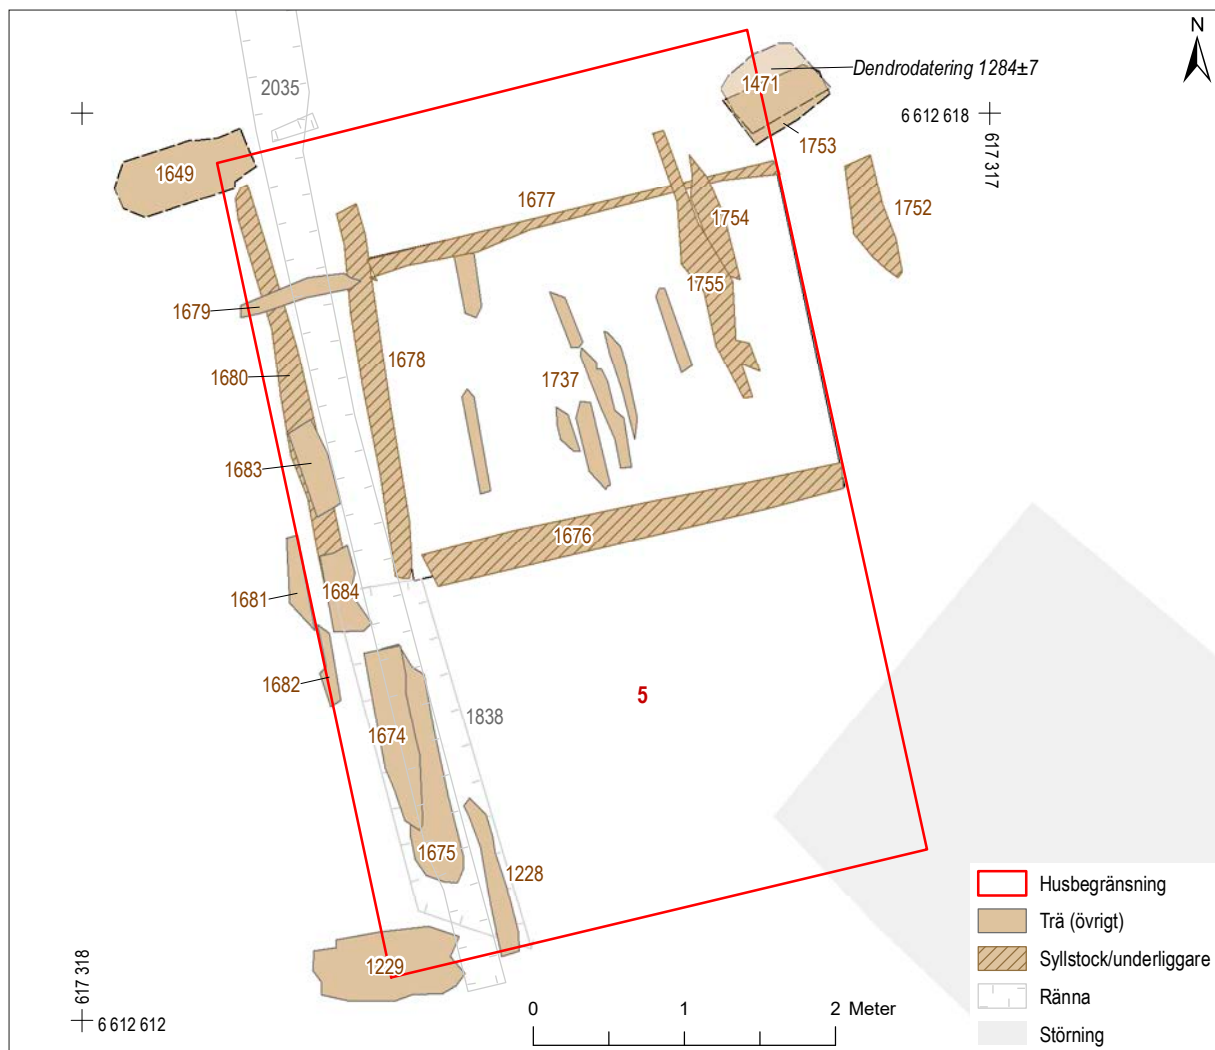 N
2035
Dendrodatering 1284±7
1471
6 612 618
617 317
1753
1649
1752
1677
1754
1755
1679
1678
1680
1737
1683
1676
1681
1684
1682
5
1838
1674
1675
1228
1229
617 318
6 612 612
0 1 2 Meter
Husbegränsning
Trä (övrigt)
Syllstock/underliggare
Ränna
Störning